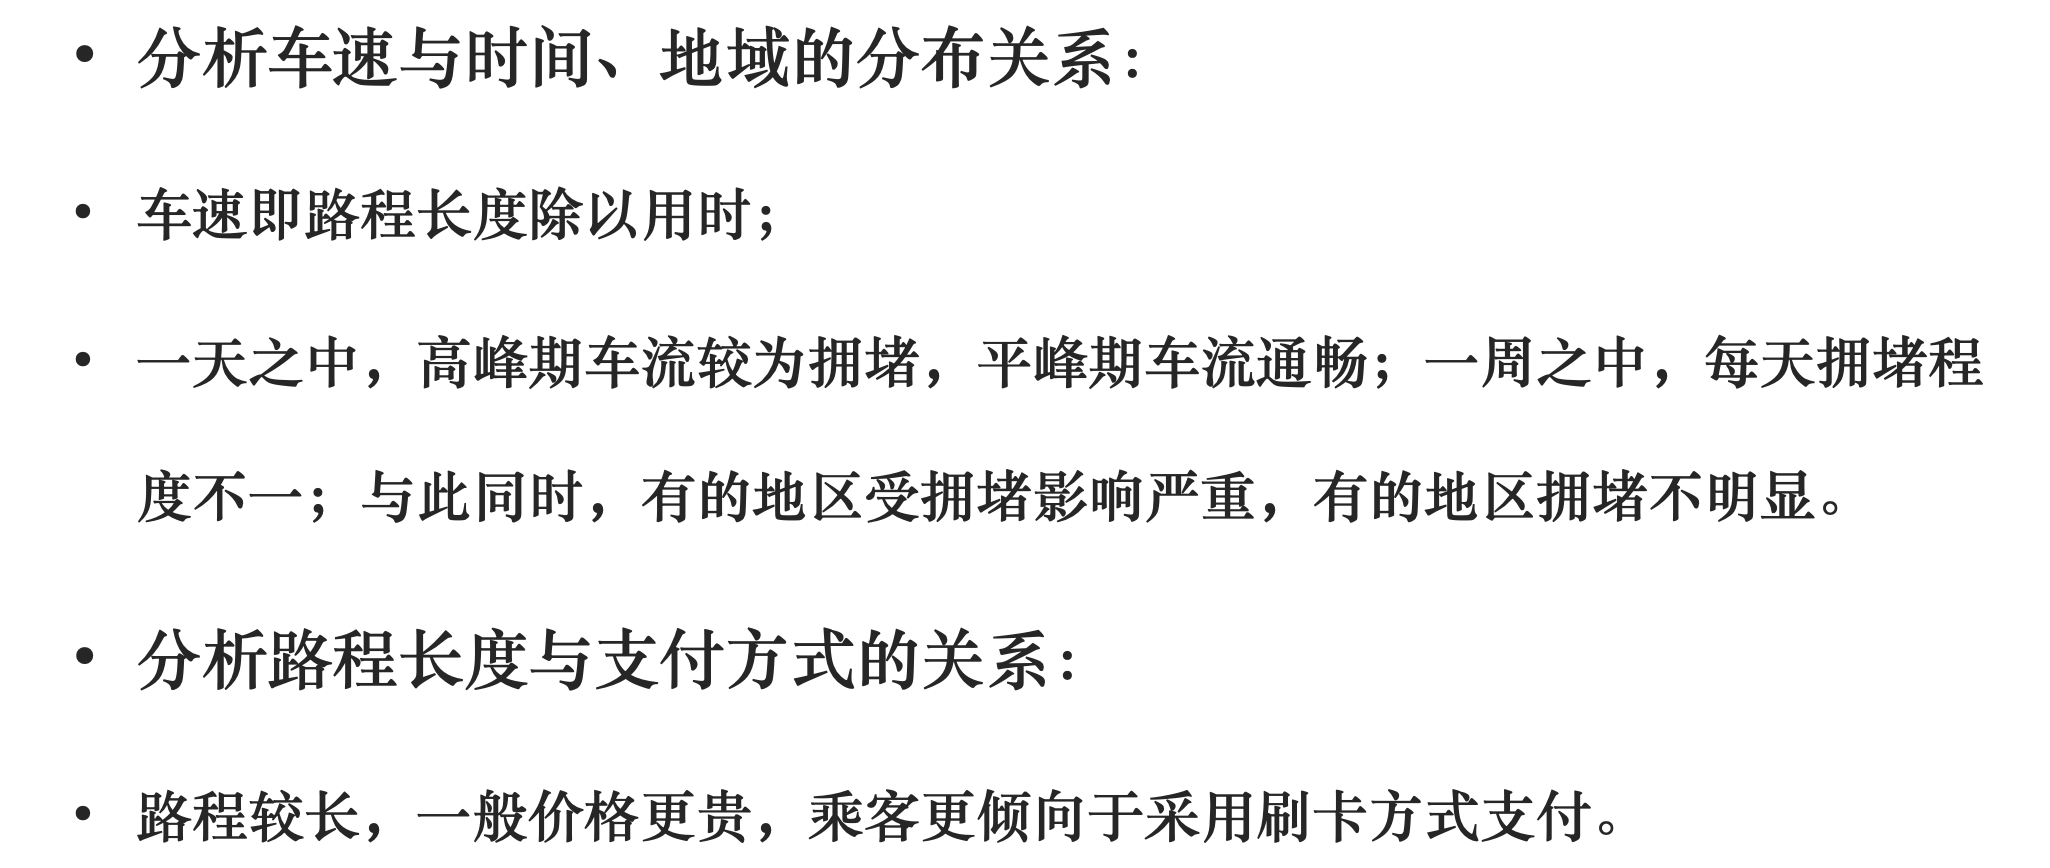 • 分析车速与时间、地域的分布关系：
• 车速即路程长度除以用时；
• 一天之中，高峰期车流较为拥堵，平峰期车流通畅；一周之中，每天拥堵程
度不一；与此同时，有的地区受拥堵影响严重，有的地区拥堵不明显。
• 分析路程长度与支付方式的关系：
• 路程较长，一般价格更贵，乘客更倾向于采用刷卡方式支付。